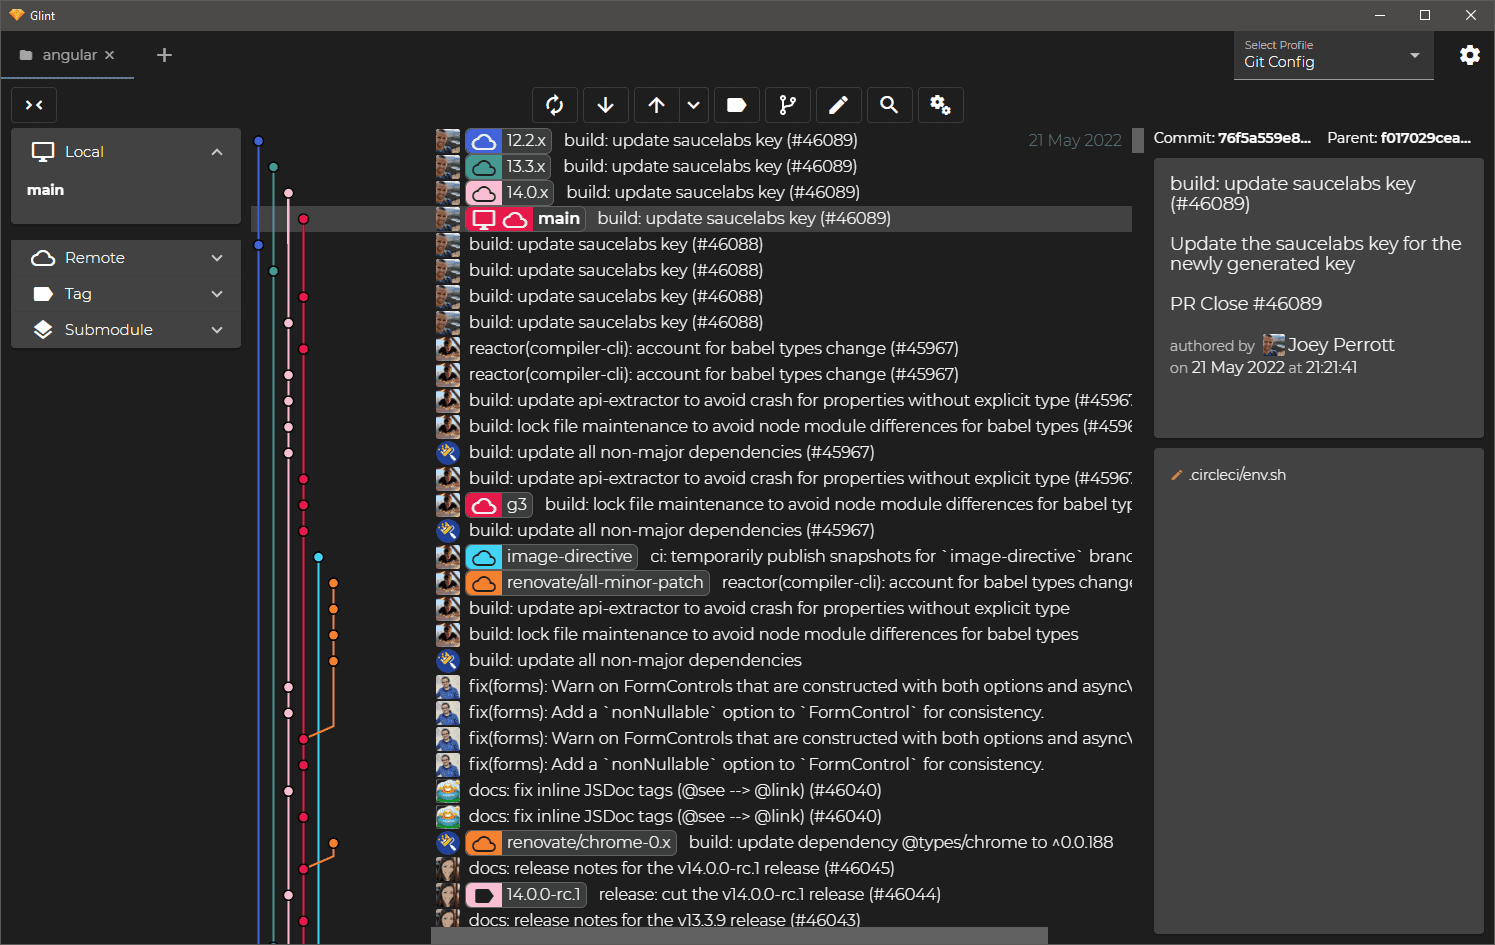 Glint
angular
Select Profile
Git Config
Local
main
Remote
Tag
Submodule
12.2.x build: update saucelabs key (#46089) 21 May 2022
13.3.x build: update saucelabs key (#46089)
14.0.x build: update saucelabs key (#46089)
main build: update saucelabs key (#46089)
build: update saucelabs key (#46088)
build: update saucelabs key (#46088)
build: update saucelabs key (#46088)
build: update saucelabs key (#46088)
reactor(compiler-cli): account for babel types change (#45967)
reactor(compiler-cli): account for babel types change (#45967)
build: update api-extractor to avoid crash for properties without explicit type (#45967
build: lock file maintenance to avoid node module differences for babel types (#4596
build: update all non-major dependencies (#45967)
build: update api-extractor to avoid crash for properties without explicit type (#45967
g3 build: lock file maintenance to avoid node module differences for babel typ
build: update all non-major dependencies (#45967)
image-directive ci: temporarily publish snapshots for `image-directive` branc
renovate/all-minor-patch reactor(compiler-cli): account for babel types change
build: update api-extractor to avoid crash for properties without explicit type
build: lock file maintenance to avoid node module differences for babel types
build: update all non-major dependencies
fix(forms): Warn on FormControls that are constructed with both options and asyncV
fix(forms): Add a `nonNullable` option to `FormControl` for consistency.
fix(forms): Warn on FormControls that are constructed with both options and asyncV
fix(forms): Add a `nonNullable` option to `FormControl` for consistency.
docs: fix inline JSDoc tags (@see --> @link) (#46040)
docs: fix inline JSDoc tags (@see --> @link) (#46040)
renovate/chrome-0.x build: update dependency @types/chrome to ^0.0.188
docs: release notes for the v14.0.0-rc.1 release (#46045)
14.0.0-rc.1 release: cut the v14.0.0-rc.1 release (#46044)
docs: release notes for the v13.3.9 release (#46043)
Commit: 76f5a559e8... Parent: f017029cea...
build: update saucelabs key
(#46089)
Update the saucelabs key for the
newly generated key
PR Close #46089
authored by Joey Perrott
on 21 May 2022 at 21:21:41
.circleci/env.sh